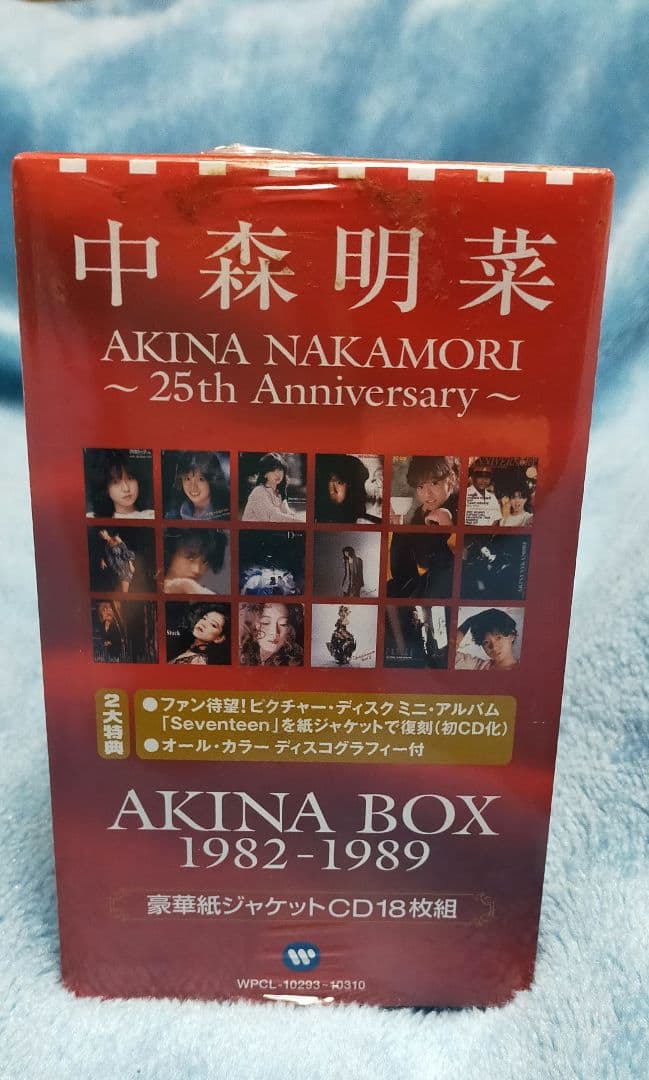 中森明菜
AKINA NAKAMORI
～25th Anniversary～
2大特典
●ファン待望!ピクチャー・ディスク ミニ・アルバム
「Seventeen」を紙ジャケットで復刻(初CD化)
●オール・カラー ディスコグラフィー付
AKINA BOX
1982-1989
豪華紙ジャケットCD18枚組
WPCL-10293~10310